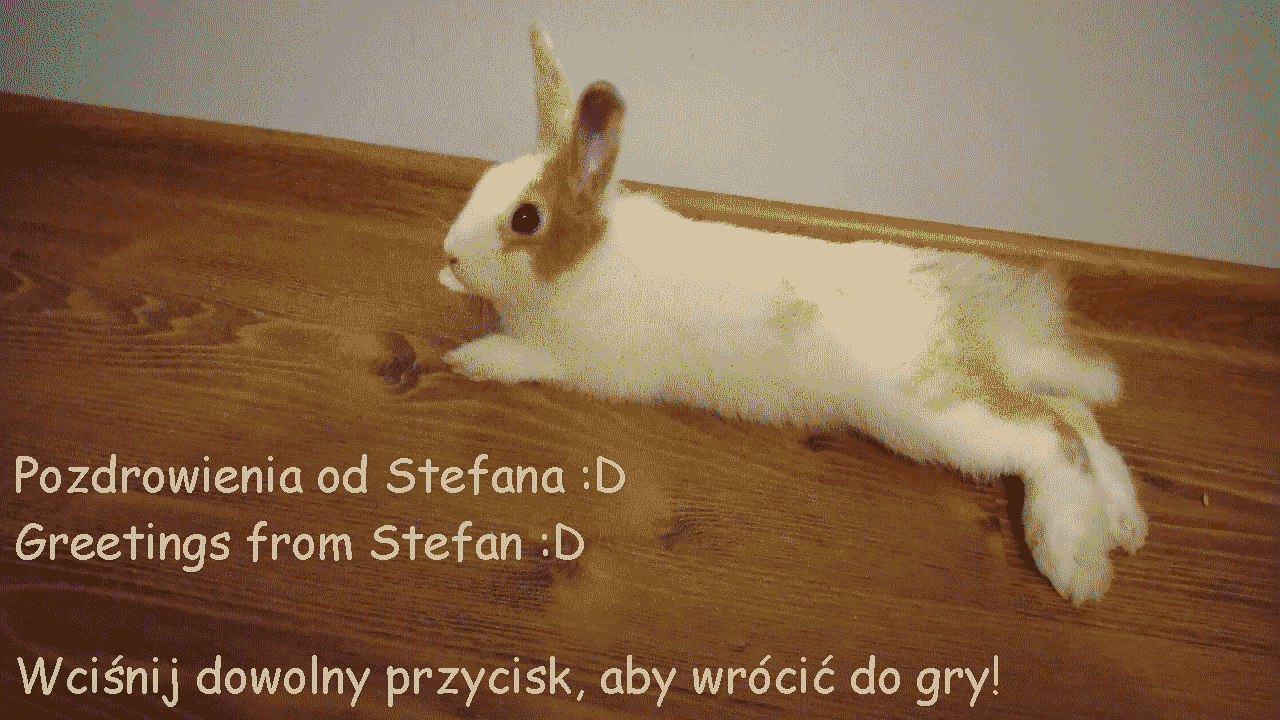 Pozdrowienia od Stefana :D
Greetings from Stefan :D
Wciśnij dowolny przycisk, aby wrócić do gry!